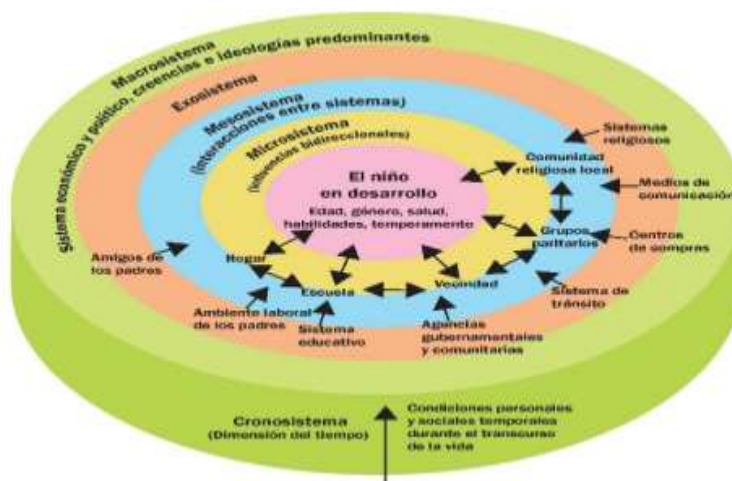 Macrosistema
Sistema económico y político, creencias e ideologías predominantes
Exosistema
Mesosistema
(interacciones entre sistemas)
Microsistema
(influencias bidireccionales)
El niño
en desarrollo
Edad, género, salud,
habilidades, temperamento
Sistemas
religiosos
Comunidad
religiosa local
Medios de
comunicación
Grupos
paritarios
Centros
de compras
Amigos de
los padres
Hogar
Escuela
Vecindad
Sistema de
tránsito
Ambiente laboral
de los padres
Sistema
educativo
Agencias
gubernamentales
y comunitarias
Cronosistema
(Dimensión del tiempo)
Condiciones personales
y sociales temporales
durante el transcurso
de la vida